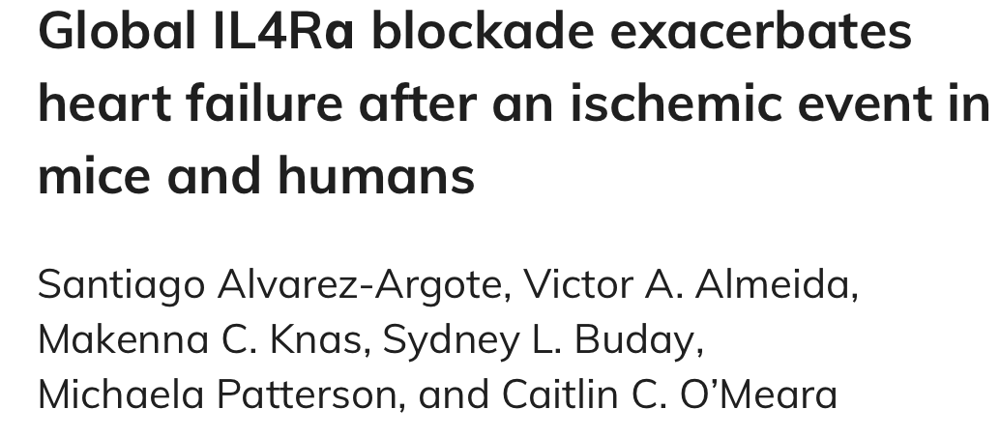 Global IL4Rα blockade exacerbates
heart failure after an ischemic event in
mice and humans
Santiago Alvarez-Argote, Victor A. Almeida,
Makenna C. Knas, Sydney L. Buday,
Michaela Patterson, and Caitlin C. O’Meara